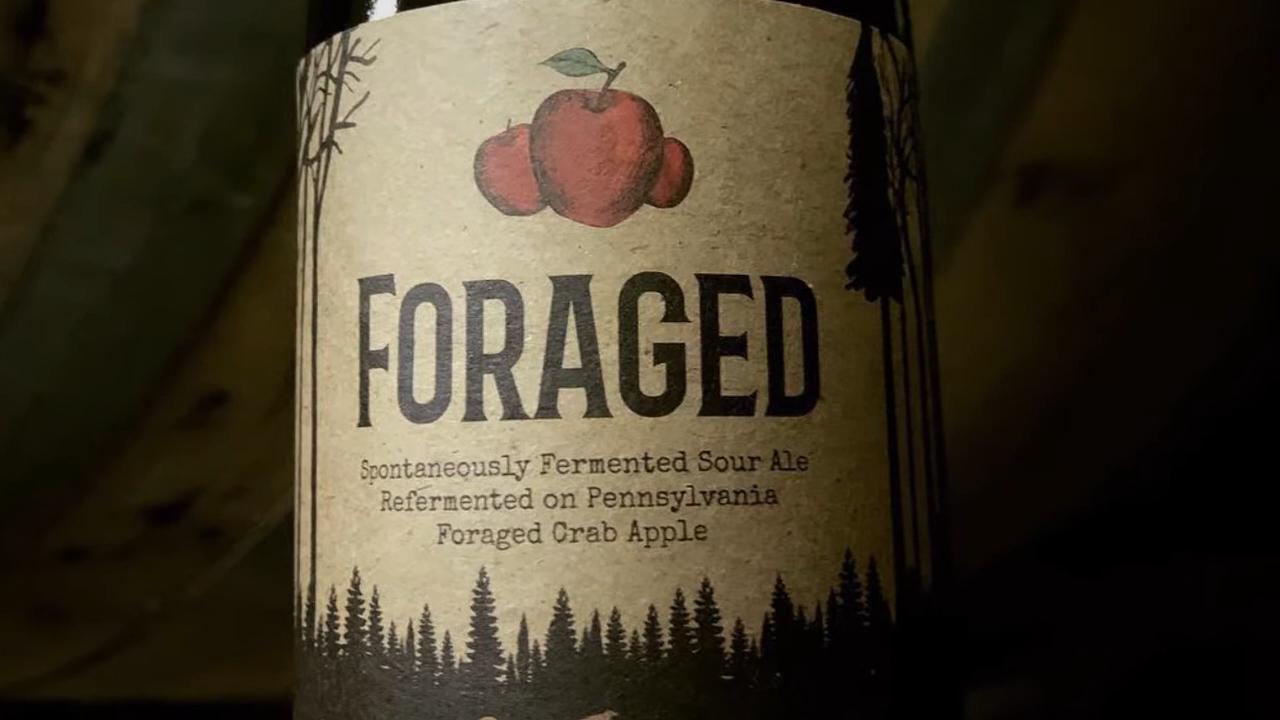 FORAGED
Spontaneously Fermented Sour Ale
Refermented on Pennsylvania
Foraged Crab Apple